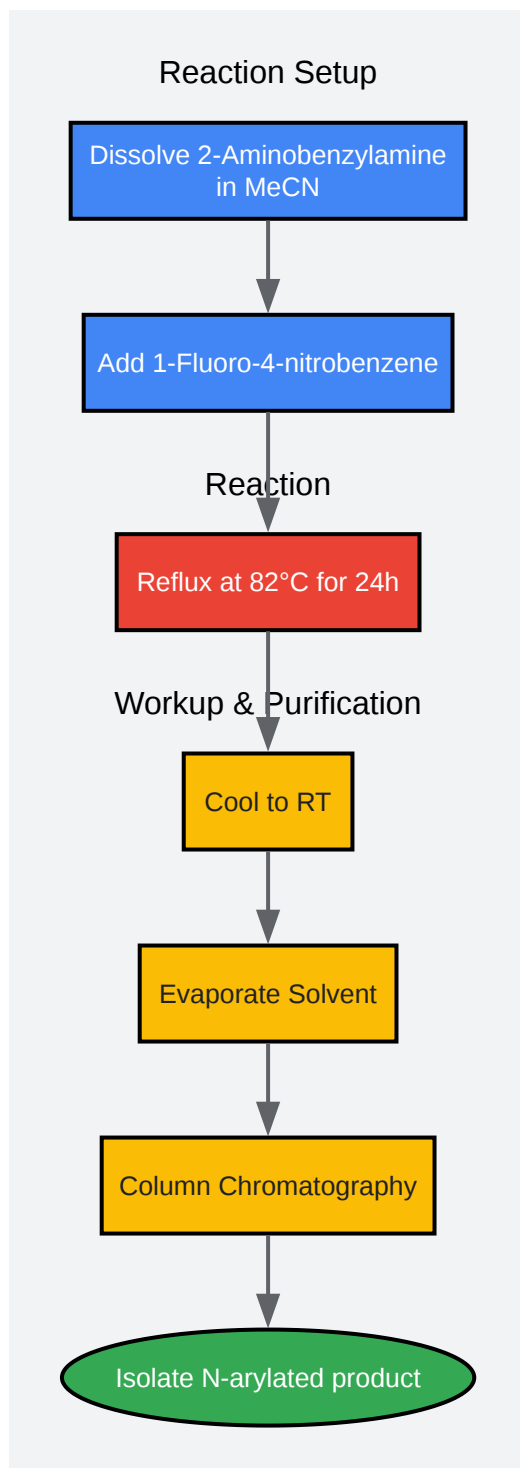 Reaction Setup
Dissolve 2-Aminobenzylamine
in MeCN
Add 1-Fluoro-4-nitrobenzene
Reaction
Reflux at 82°C for 24h
Workup & Purification
Cool to RT
Evaporate Solvent
Column Chromatography
Isolate N-arylated product